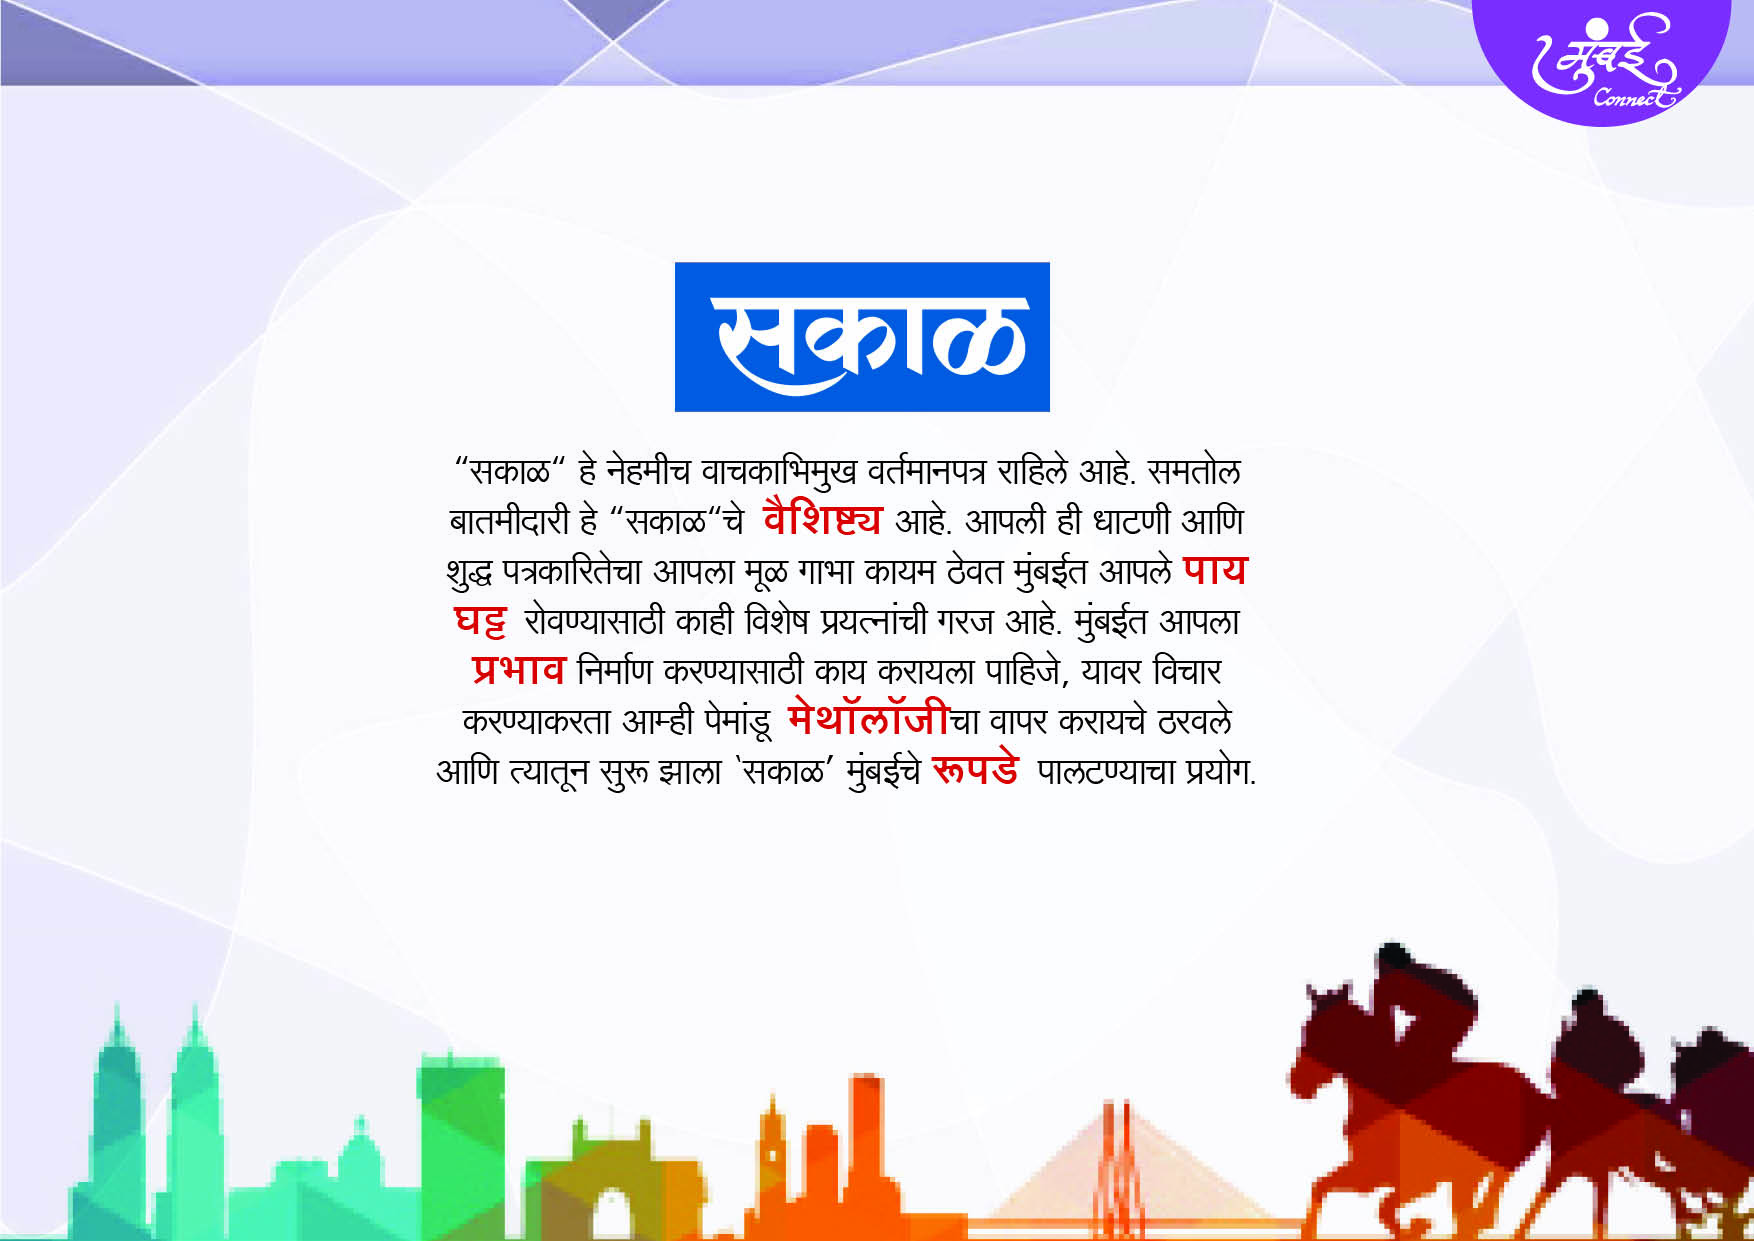 मुंबई
Connect
सकाळ
“सकाळ“ हे नेहमीच वाचकाभिमुख वर्तमानपत्र राहिले आहे. समतोल
बातमीदारी हे “सकाळ“चे वैशिष्ट्य आहे. आपली ही धाटणी आणि
शुद्ध पत्रकारितेचा आपला मूळ गाभा कायम ठेवत मुंबईत आपले पाय
घट्ट रोवण्यासाठी काही विशेष प्रयत्नांची गरज आहे. मुंबईत आपला
प्रभाव निर्माण करण्यासाठी काय करायला पाहिजे, यावर विचार
करण्याकरता आम्ही पेमांडू मेथॉलॉजीचा वापर करायचे ठरवले
आणि त्यातून सुरू झाला ‘सकाळ’ मुंबईचे रूपडे पालटण्याचा प्रयोग.